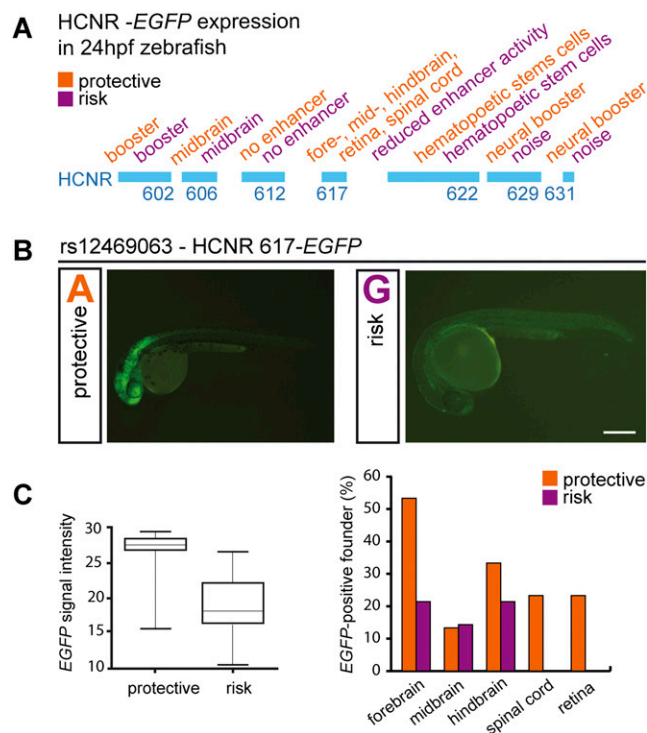 A
HCNR -EGFP expression
in 24hpf zebrafish
protective
risk
booster
booster
midbrain
midbrain
no enhancer
no enhancer
fore-, mid-, hindbrain,
retina, spinal cord
reduced enhancer activity
hematopoetic stems cells
hematopoetic stem cells
neural booster
noise
neural booster
noise
HCNR
602 606 612 617 622 629 631
B
rs12469063 - HCNR 617-EGFP
A
protective
G
risk
C
EGFP signal intensity
30
25
20
15
10
protective risk
EGFP-positive founder (%)
60
50
40
30
20
10
0
protective
risk
forebrain
midbrain
hindbrain
spinal cord
retina